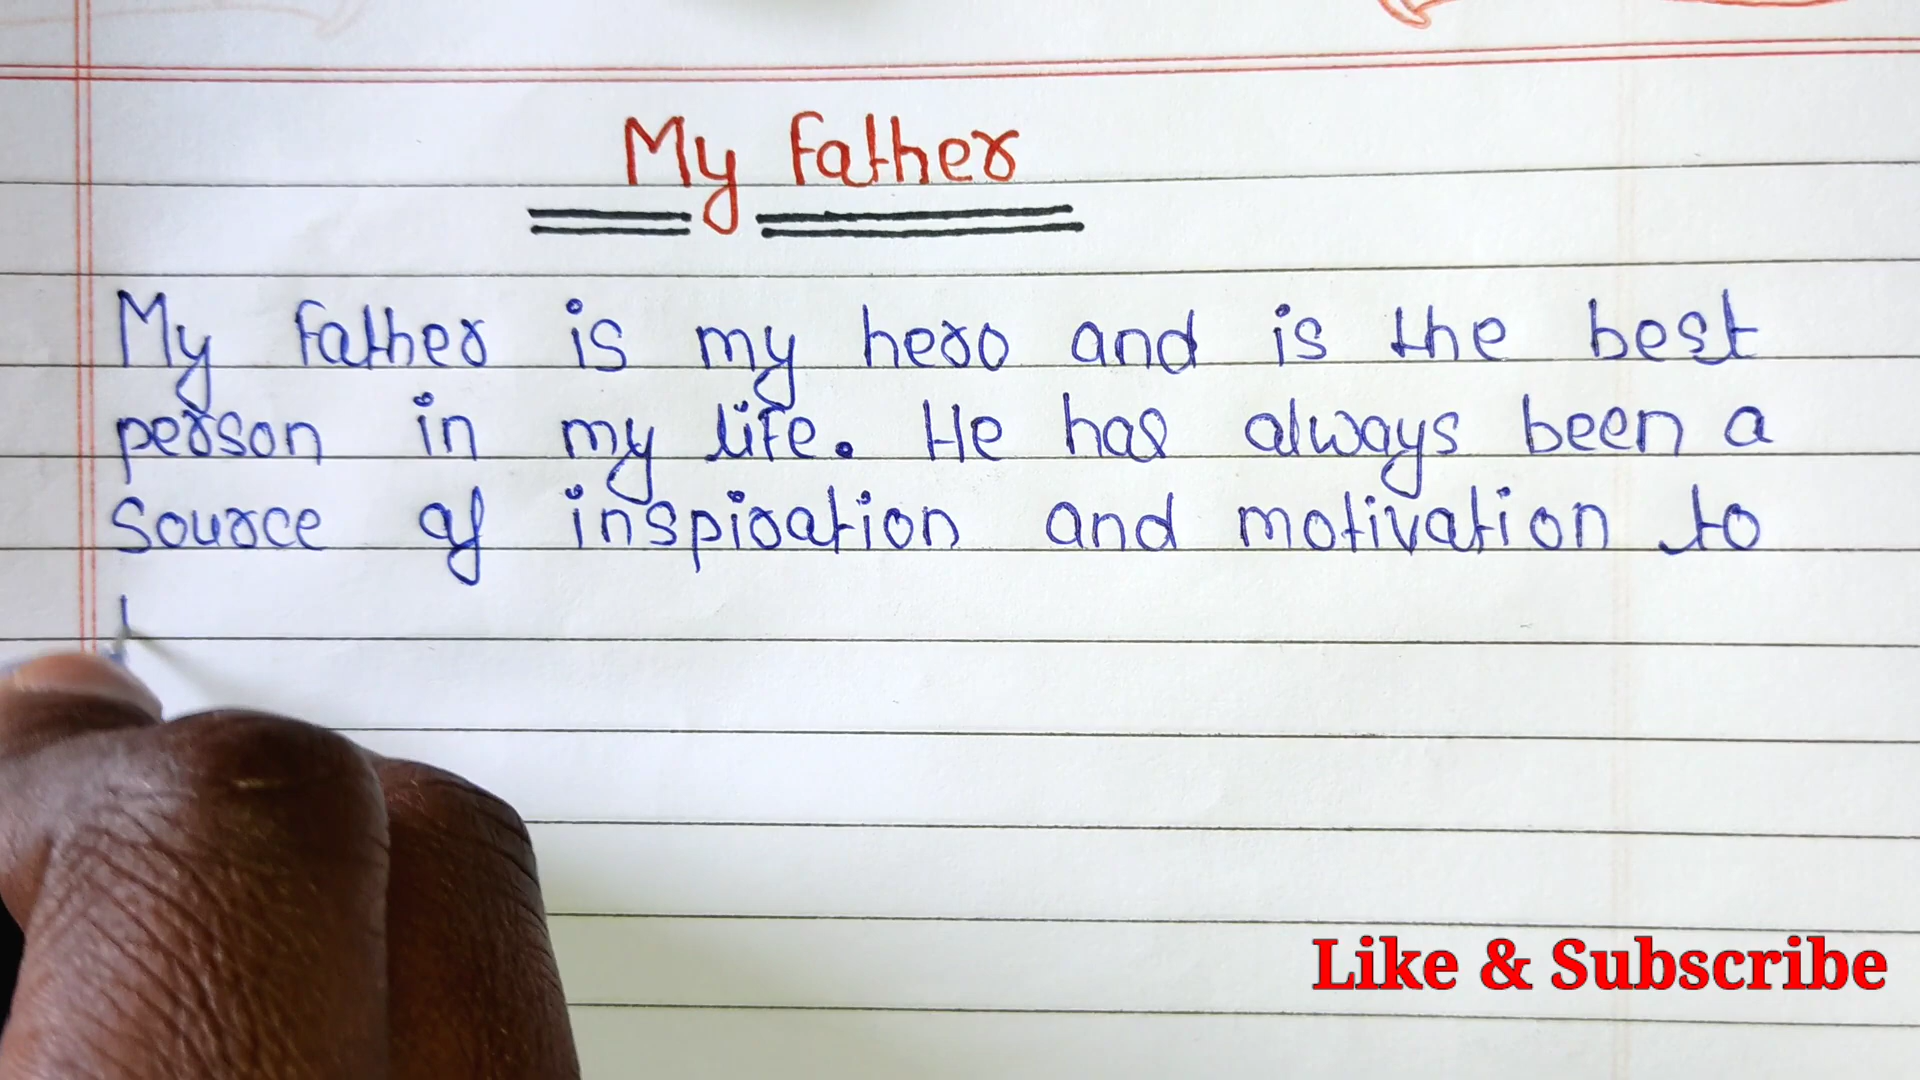 My Father
My Father is my hero and is the best
person in my life. He has always been a
source of inspiration and motivation to
Like & Subscribe